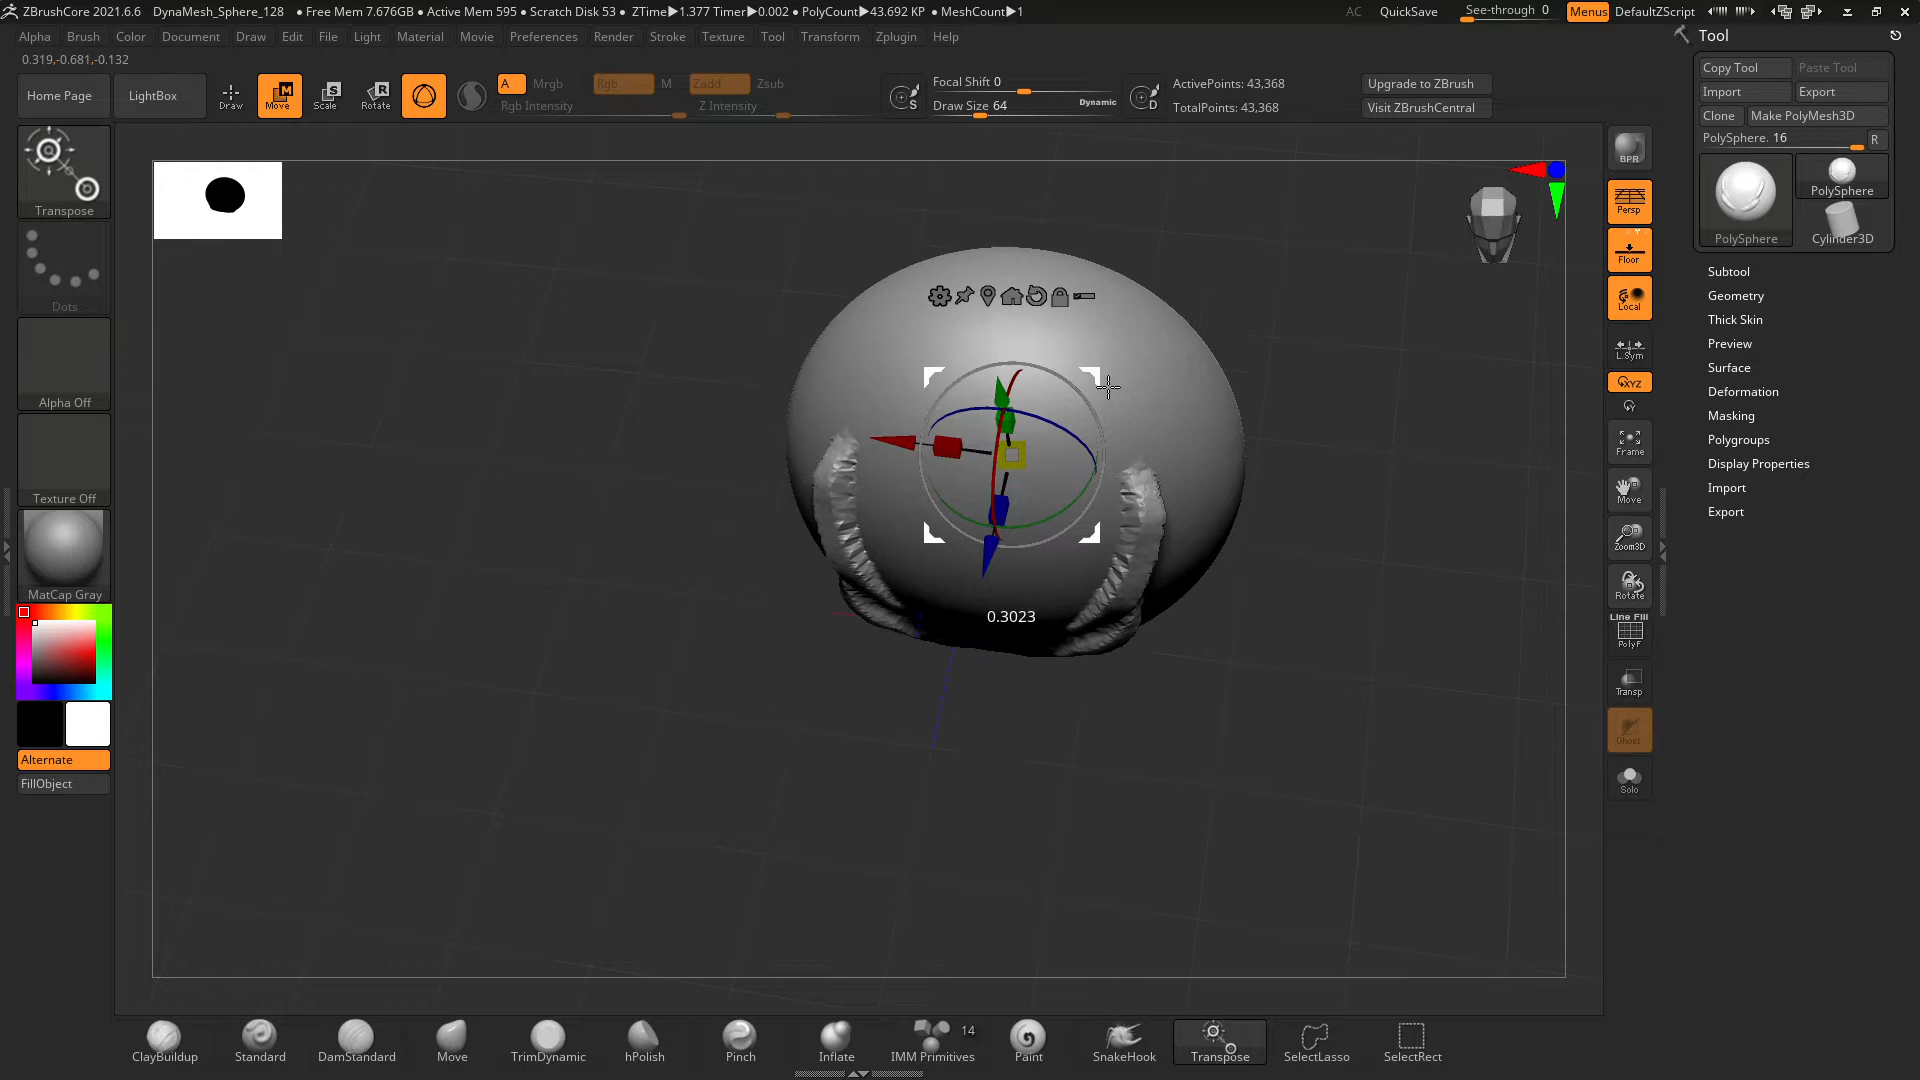 ZBrushCore 2021.6.6 DynaMesh_Sphere_128 • Free Mem 7.676GB • Active Mem 595 • Scratch Disk 53 • ZTime▶1.377 Timer▶0.002 • PolyCount▶43.692 KP • MeshCount▶1 AC QuickSave See-through 0 Menus DefaultZScript
Alpha Brush Color Document Draw Edit File Light Material Movie Preferences Render Stroke Texture Tool Transform Zplugin Help
Tool
0.319,-0.681,-0.132
Home Page LightBox
Draw Move Scale Rotate
M S R
A Mrgb Rgb M Zadd Zsub
Rgb Intensity Z Intensity
S Focal Shift 0
Draw Size 64 Dynamic
D ActivePoints: 43,368
TotalPoints: 43,368
Upgrade to ZBrush
Visit ZBrushCentral
Copy Tool Paste Tool
Import Export
Clone Make PolyMesh3D
PolySphere. 16 R
PolySphere
PolySphere
Cylinder3D
Subtool
Geometry
Thick Skin
Preview
Surface
Deformation
Masking
Polygroups
Display Properties
Import
Export
Transpose
Dots
Alpha Off
Texture Off
MatCap Gray
Alternate
FillObject
0.3023
BPR
Persp
Floor
Local
L.Sym
XYZ
Y
Frame
Move
Zoom3D
Rotate
Line Fill
PolyF
Transp
Ghost
Solo
ClayBuildup Standard DamStandard Move TrimDynamic hPolish Pinch Inflate IMM Primitives 14 Paint SnakeHook Transpose SelectLasso SelectRect